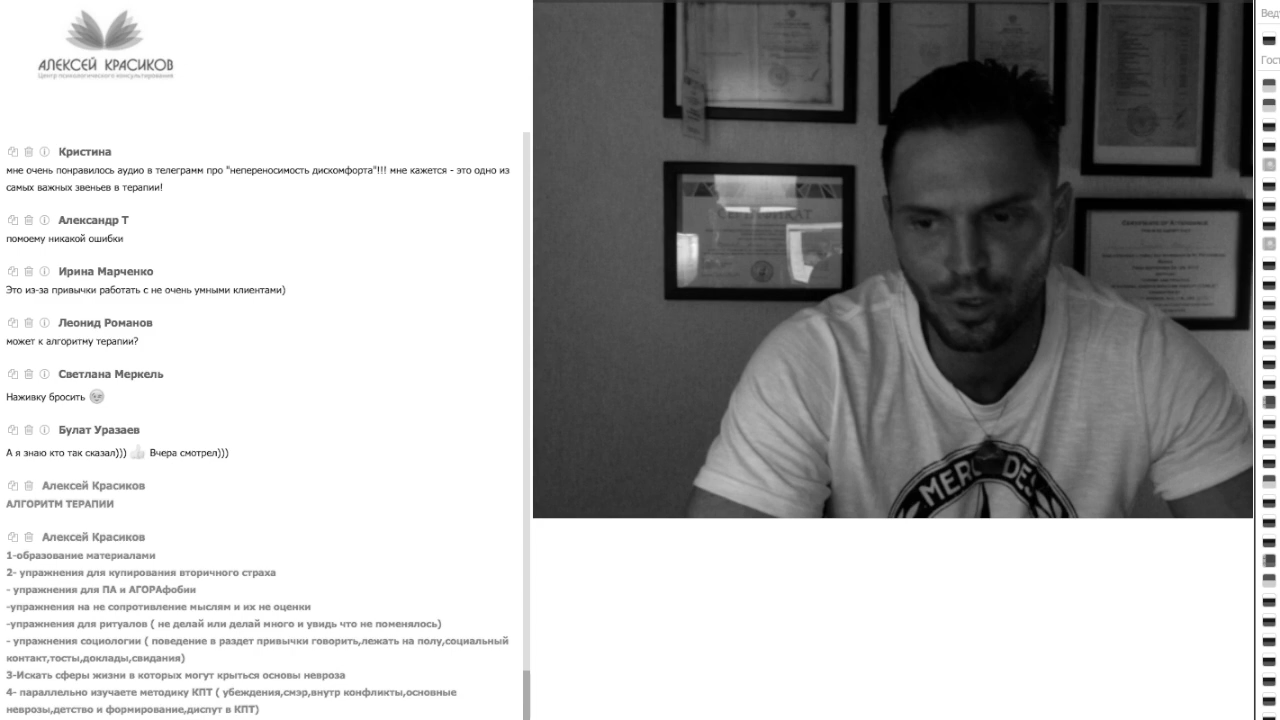 АЛЕКСЕЙ КРАСИКОВ
Центр психологического консультирования
Кристина
мне очень понравилось аудио в телеграмм про "непереносимость дискомфорта"!!! мне кажется - это одно из
самых важных звеньев в терапии!
Александр Т
помоему никакой ошибки
Ирина Марченко
Это из-за привычки работать с не очень умными клиентами)
Леонид Романов
может к алгоритму терапии?
Светлана Меркель
Наживку бросить
Булат Уразаев
А я знаю кто так сказал))) Вчера смотрел)))
Алексей Красиков
АЛГОРИТМ ТЕРАПИИ
Алексей Красиков
1-образование материалами
2- упражнения для купирования вторичного страха
- упражнения для ПА и АГОРАфобии
-упражнения на не сопротивление мыслям и их не оценки
-упражнения для ритуалов ( не делай или делай много и увидь что не поменялось)
- упражнения социологии ( поведение в раздет привычки говорить,лежать на полу,социальный
контакт,тосты,доклады,свидания)
3-Искать сферы жизни в которых могут крыться основы невроза
4- параллельно изучаете методику КПТ ( убеждения,смэр,внутр конфликты,основные
неврозы,детство и формирование,диспут в КПТ)
СЕРТИФИКАТ
MERC DES
Вед
Гост